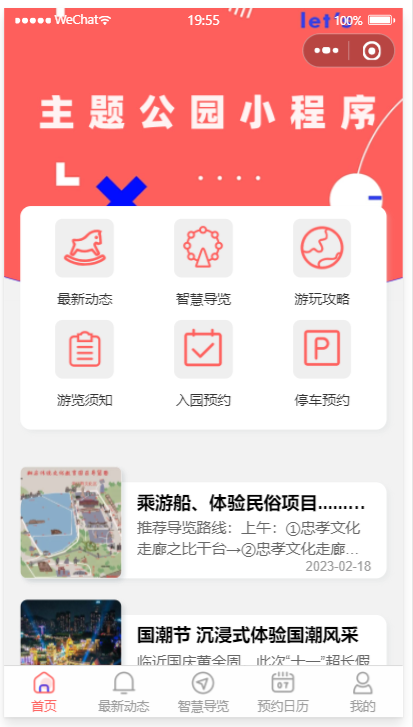 WeChat
19:55
let's
100%
主题公园小程序
最新动态
智慧导览
游玩攻略
游览须知
入园预约
停车预约
乘游船、体验民俗项目.........
推荐导览路线：上午：①忠孝文化
走廊之比干台→②忠孝文化走廊...
2023-02-18
国潮节 沉浸式体验国潮风采
临近国庆黄金周，此次“十一”超长假
首页
最新动态
智慧导览
预约日历
我的